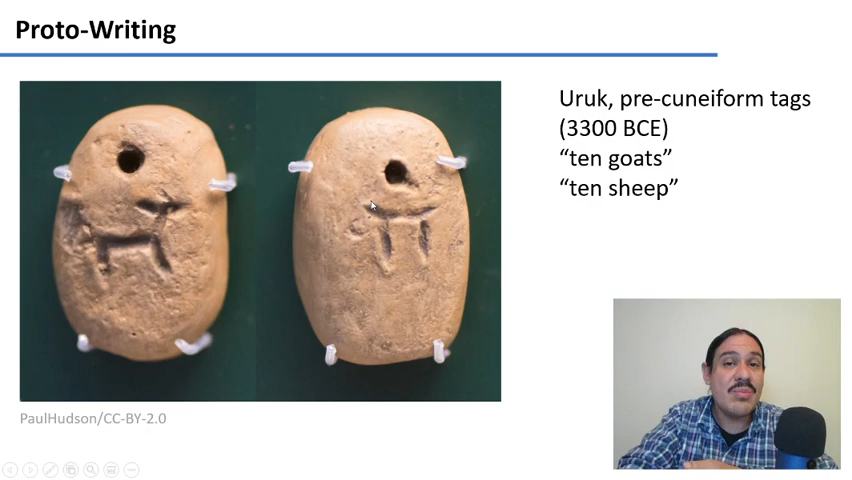 Proto-Writing
Uruk, pre-cuneiform tags
(3300 BCE)
“ten goats”
“ten sheep”
PaulHudson/CC-BY-2.0